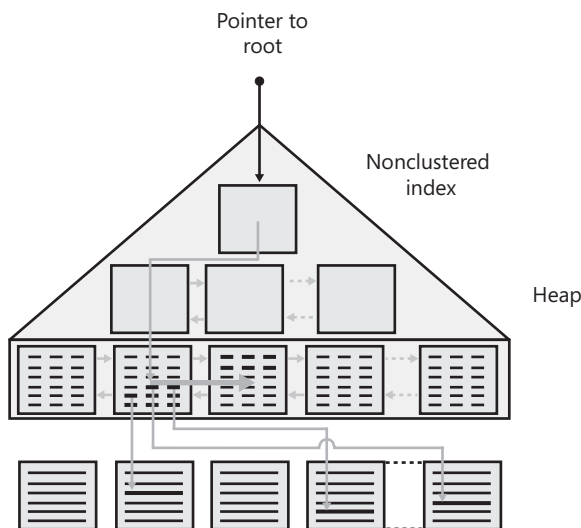 Pointer to
root
Nonclustered
index
Heap